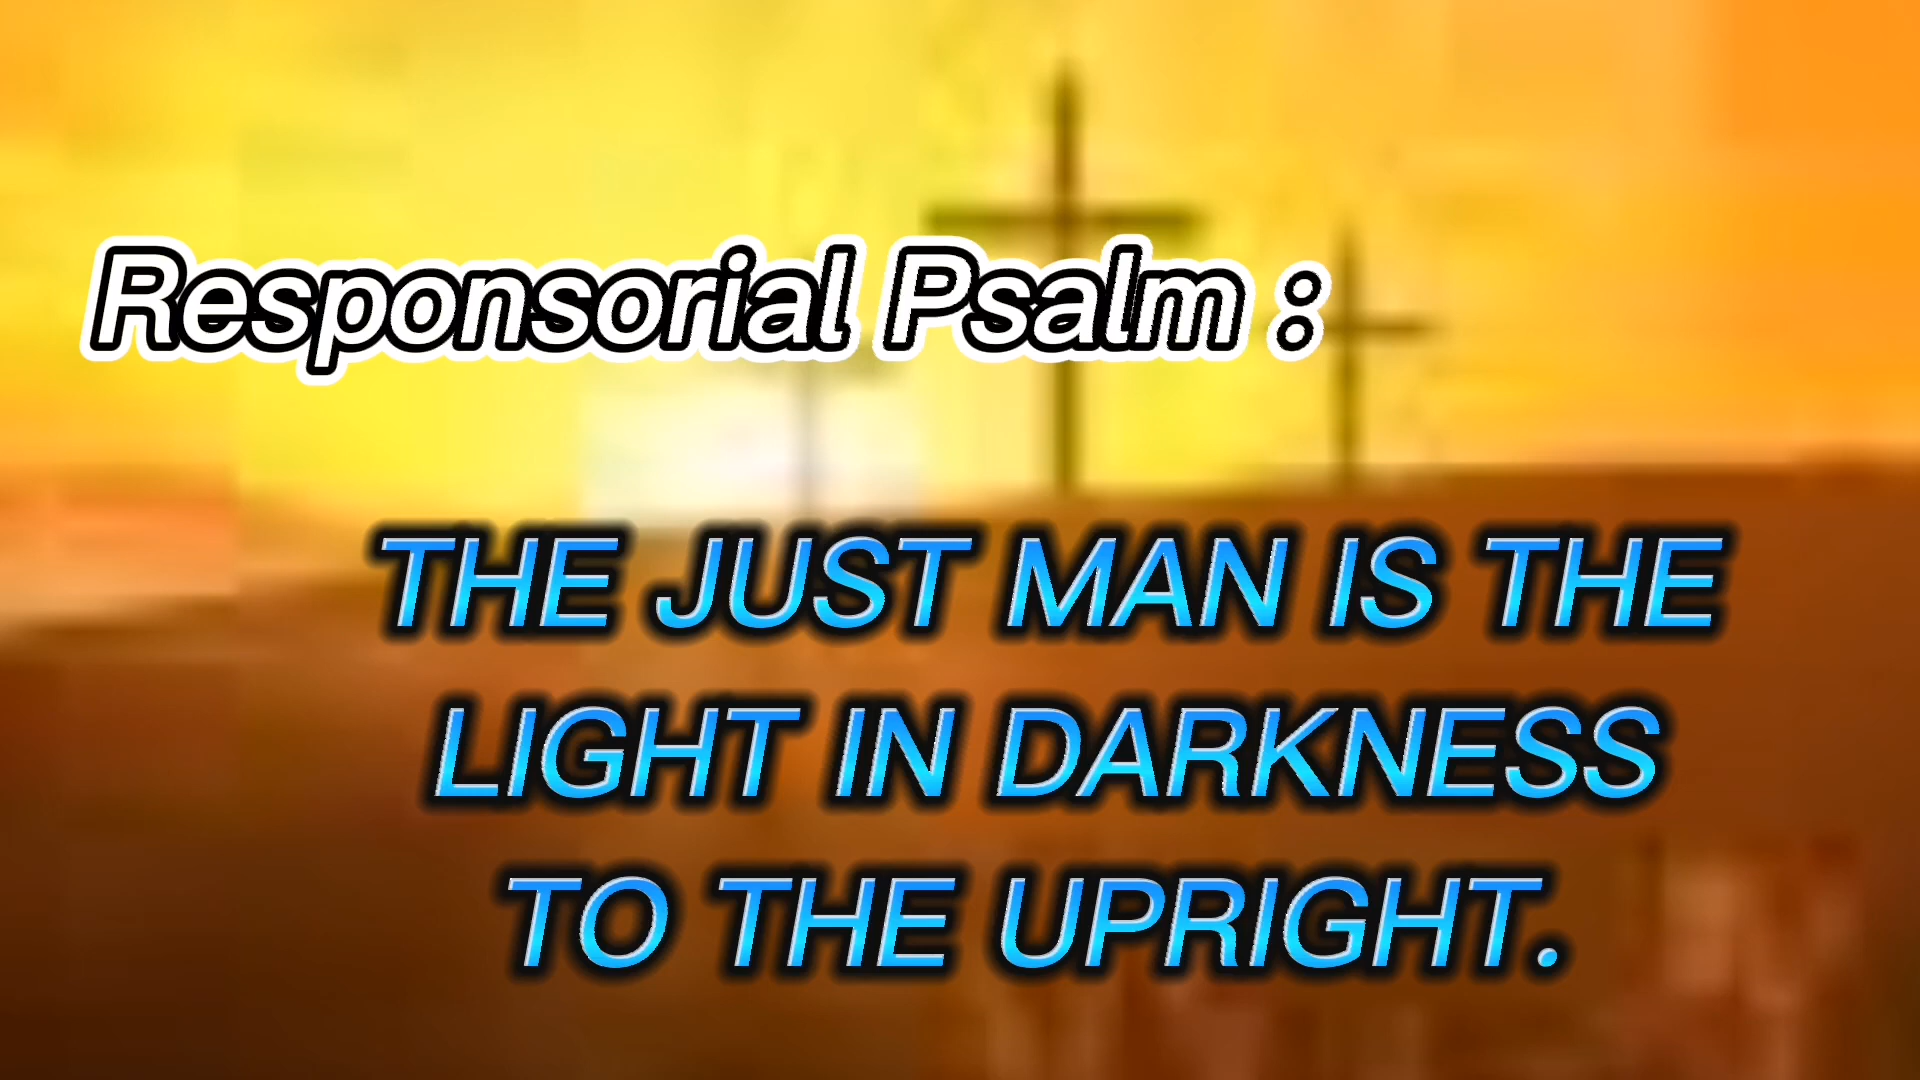 Responsorial Psalm :
THE JUST MAN IS THE
LIGHT IN DARKNESS
TO THE UPRIGHT.